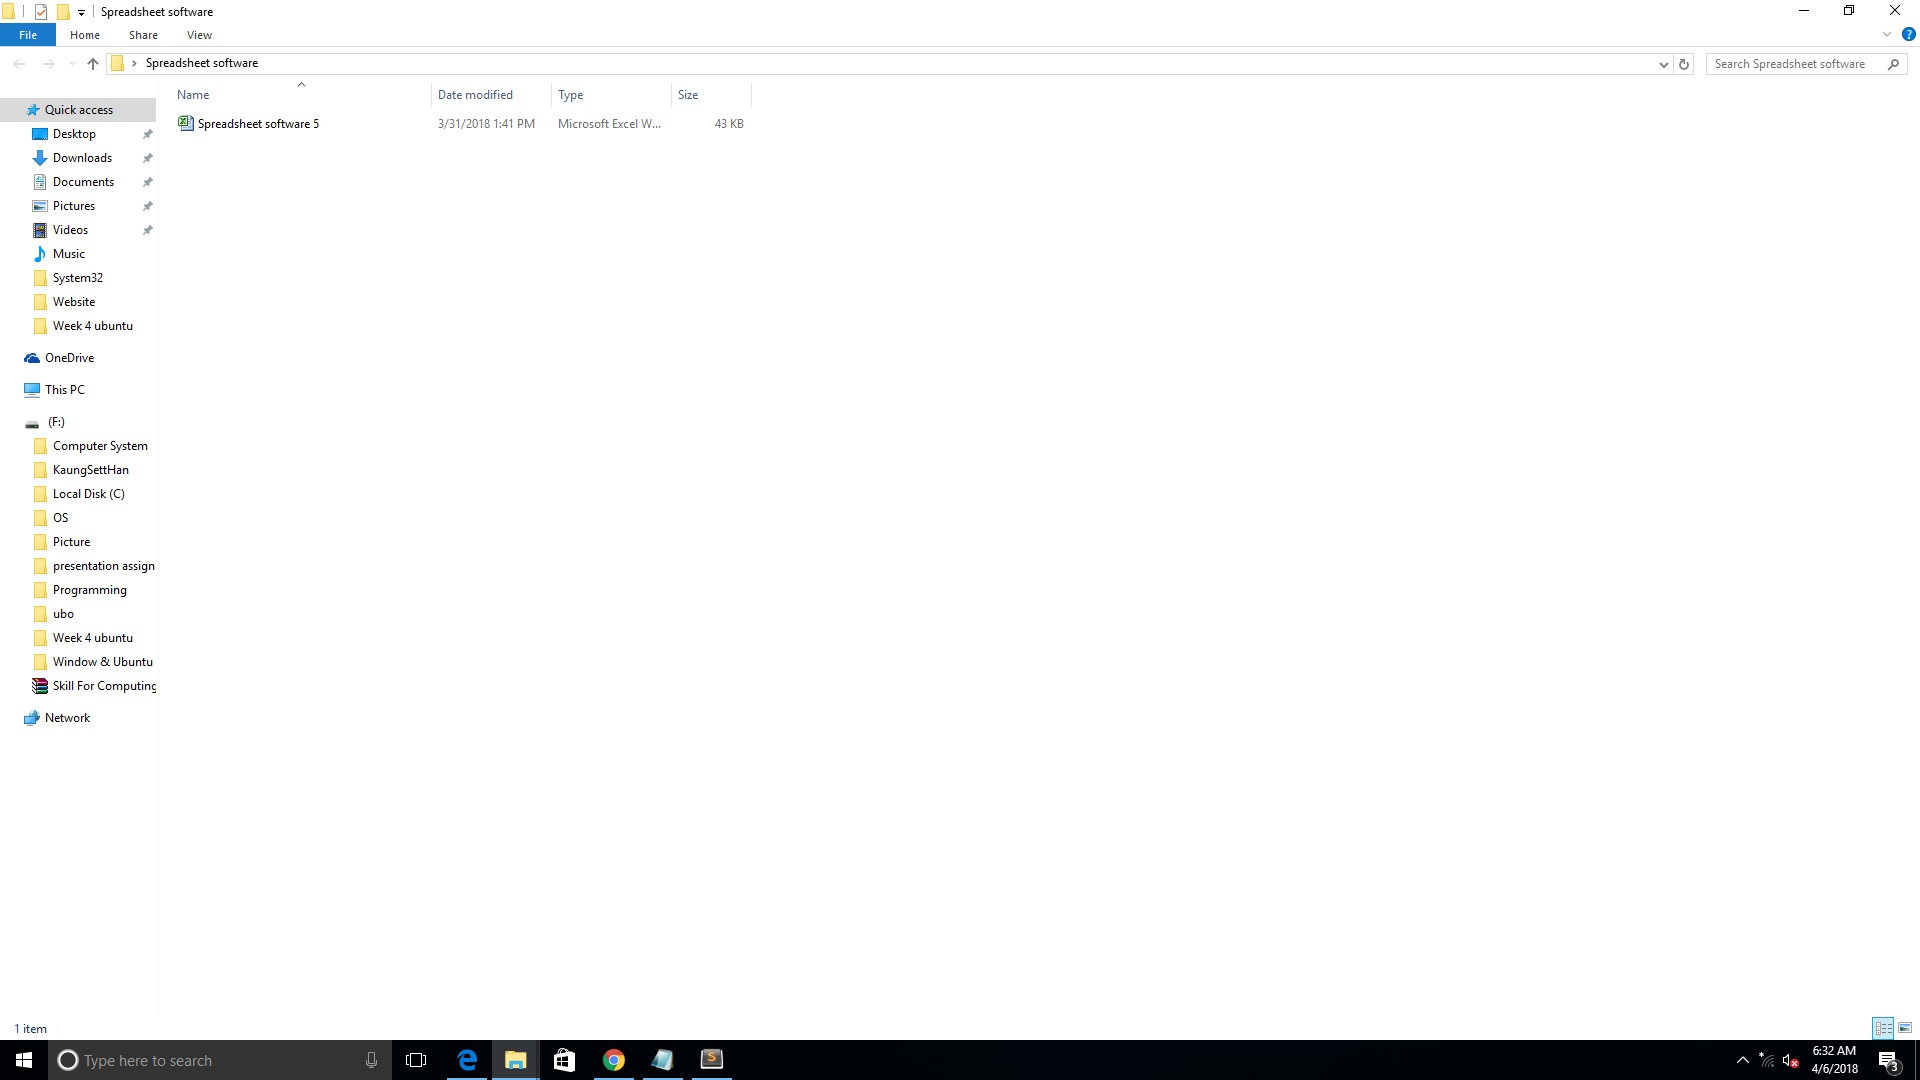 Spreadsheet software
File Home Share View
Spreadsheet software
Search Spreadsheet software
Name Date modified Type Size
Spreadsheet software 5 3/31/2018 1:41 PM Microsoft Excel W... 43 KB
Quick access
Desktop
Downloads
Documents
Pictures
Videos
Music
System32
Website
Week 4 ubuntu
OneDrive
This PC
(F:)
Computer System
KaungSettHan
Local Disk (C)
OS
Picture
presentation assign
Programming
ubo
Week 4 ubuntu
Window & Ubuntu
Skill For Computing
Network
1 item
Type here to search
6:32 AM
4/6/2018
3